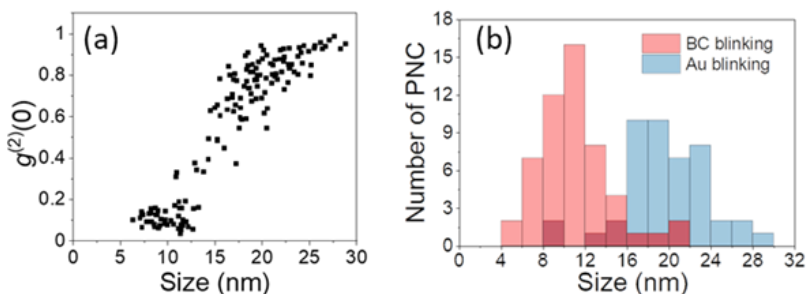 (a)
1
0.8
0.6
0.4
0.2
0
g(2)(0)
0 5 10 15 20 25 30
Size (nm)
(b)
BC blinking
Au blinking
18
15
12
9
6
3
0
Number of PNC
0 4 8 12 16 20 24 28 32
Size (nm)